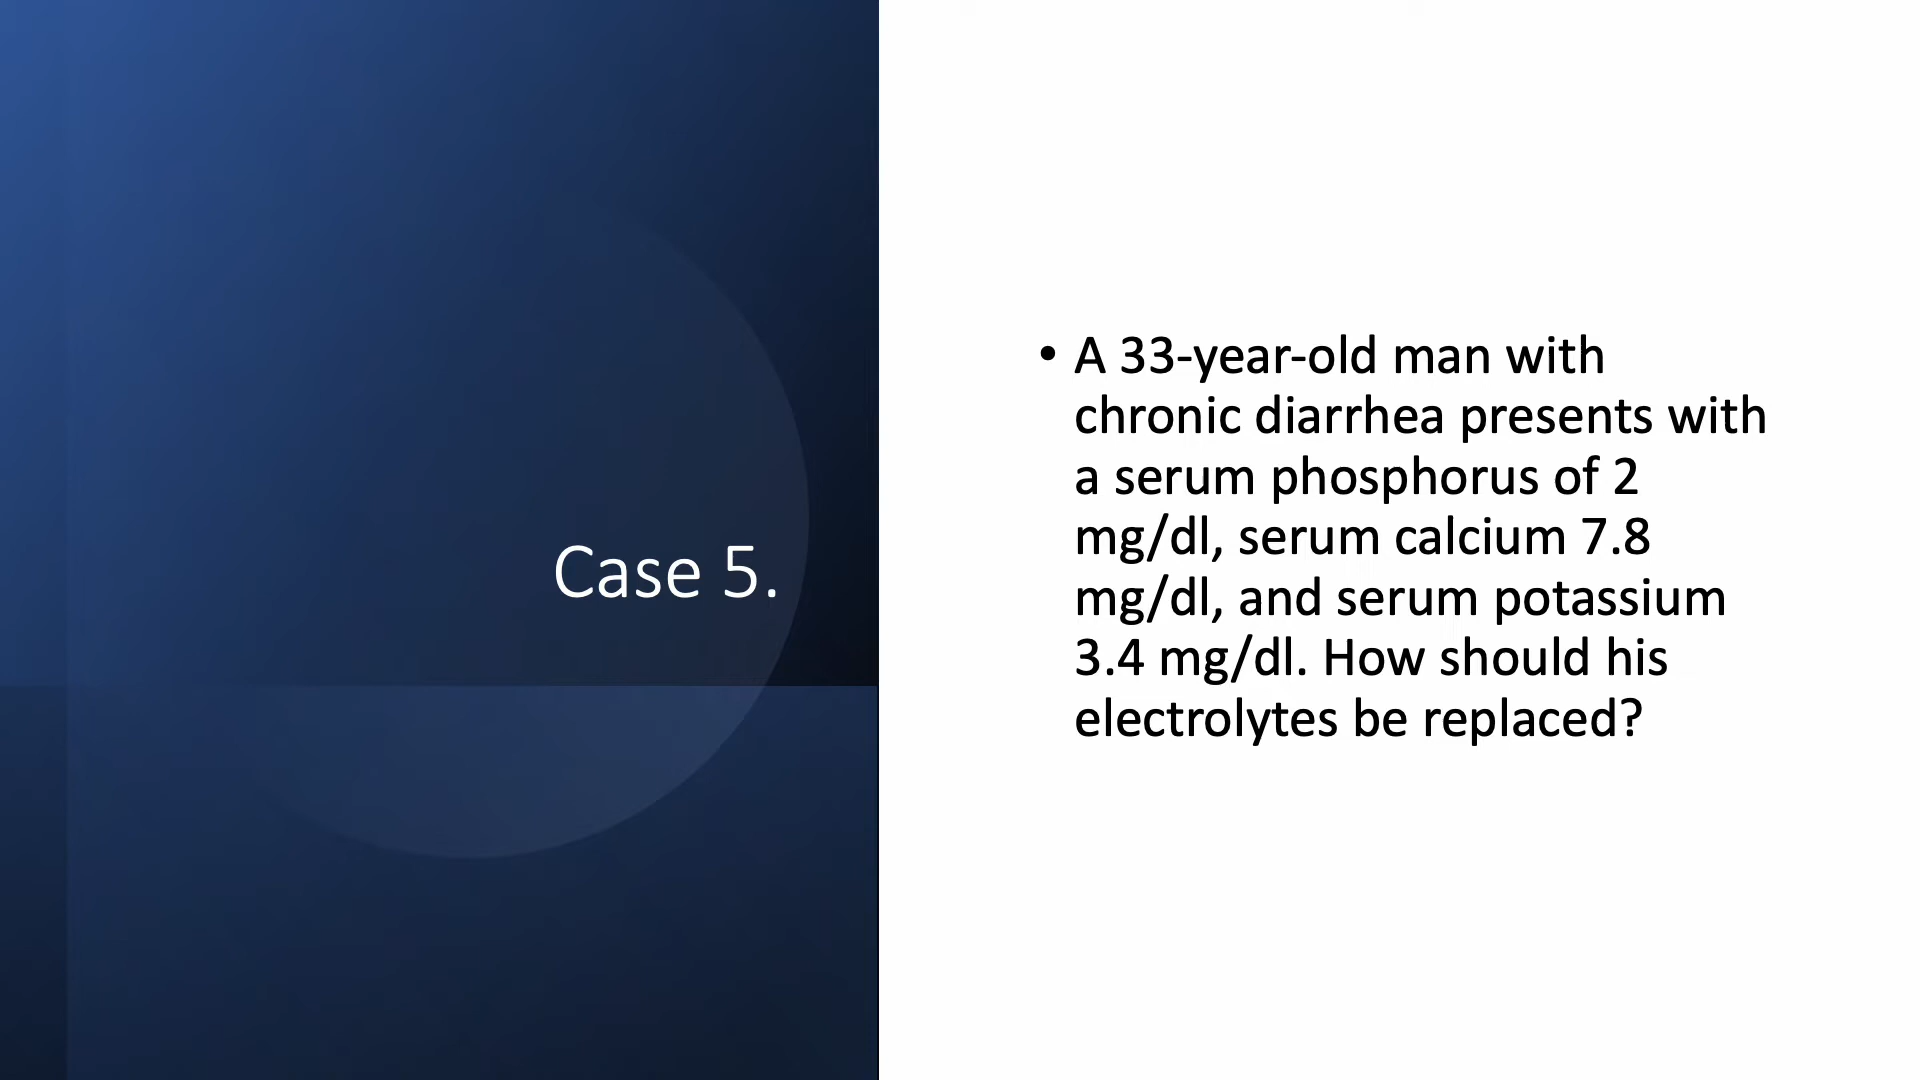 Case 5.
• A 33-year-old man with
chronic diarrhea presents with
a serum phosphorus of 2
mg/dl, serum calcium 7.8
mg/dl, and serum potassium
3.4 mg/dl. How should his
electrolytes be replaced?